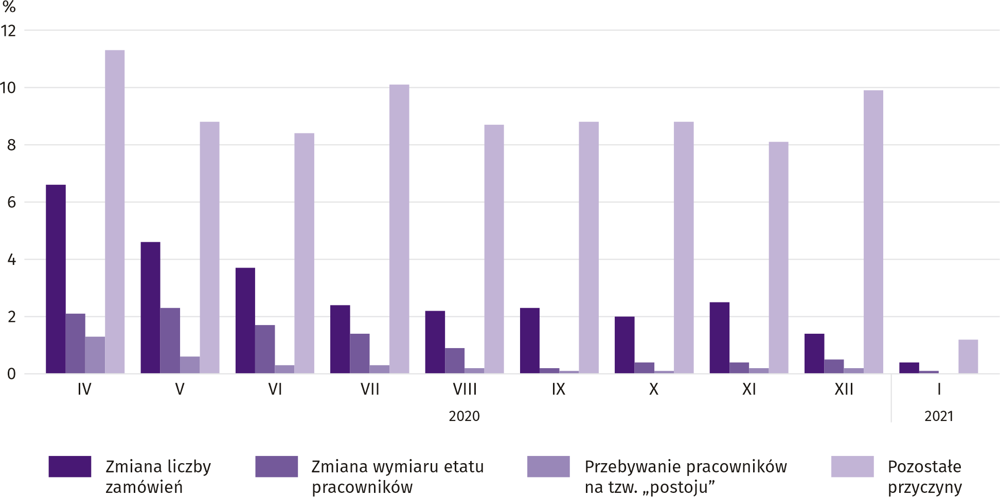 %
12
10
8
6
4
2
0
IV V VI VII VIII IX X XI XII I
2020 2021
Zmiana liczby
zamówień
Zmiana wymiaru etatu
pracowników
Przebywanie pracowników
na tzw. „postoju”
Pozostałe
przyczyny